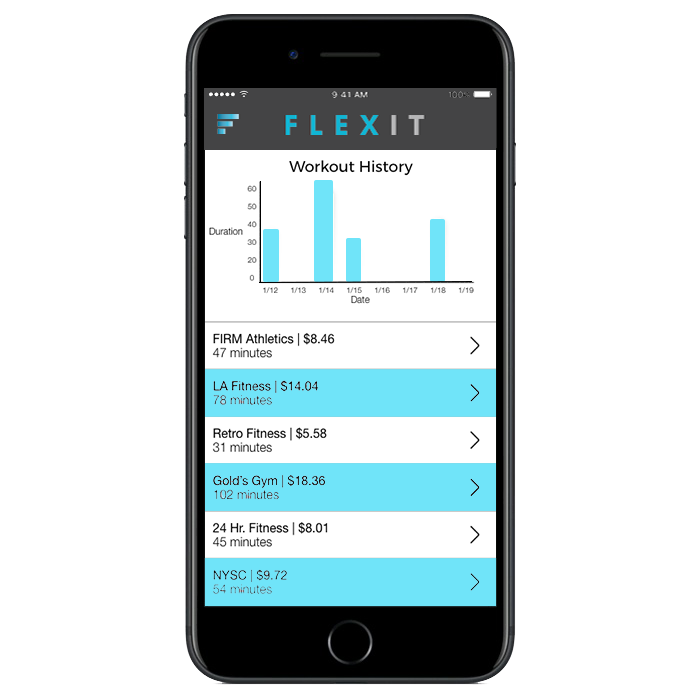 9 41 AM
100%
FLEXIT
Workout History
60
50
40
30
20
0
Duration
1/12 1/13 1/14 1/15 1/16 1/17 1/18 1/19
Date
FIRM Athletics | $8.46
47 minutes
LA Fitness | $14.04
78 minutes
Retro Fitness | $5.58
31 minutes
Gold's Gym | $18.36
102 minutes
24 Hr. Fitness | $8.01
45 minutes
NYSC | $9.72
54 minutes